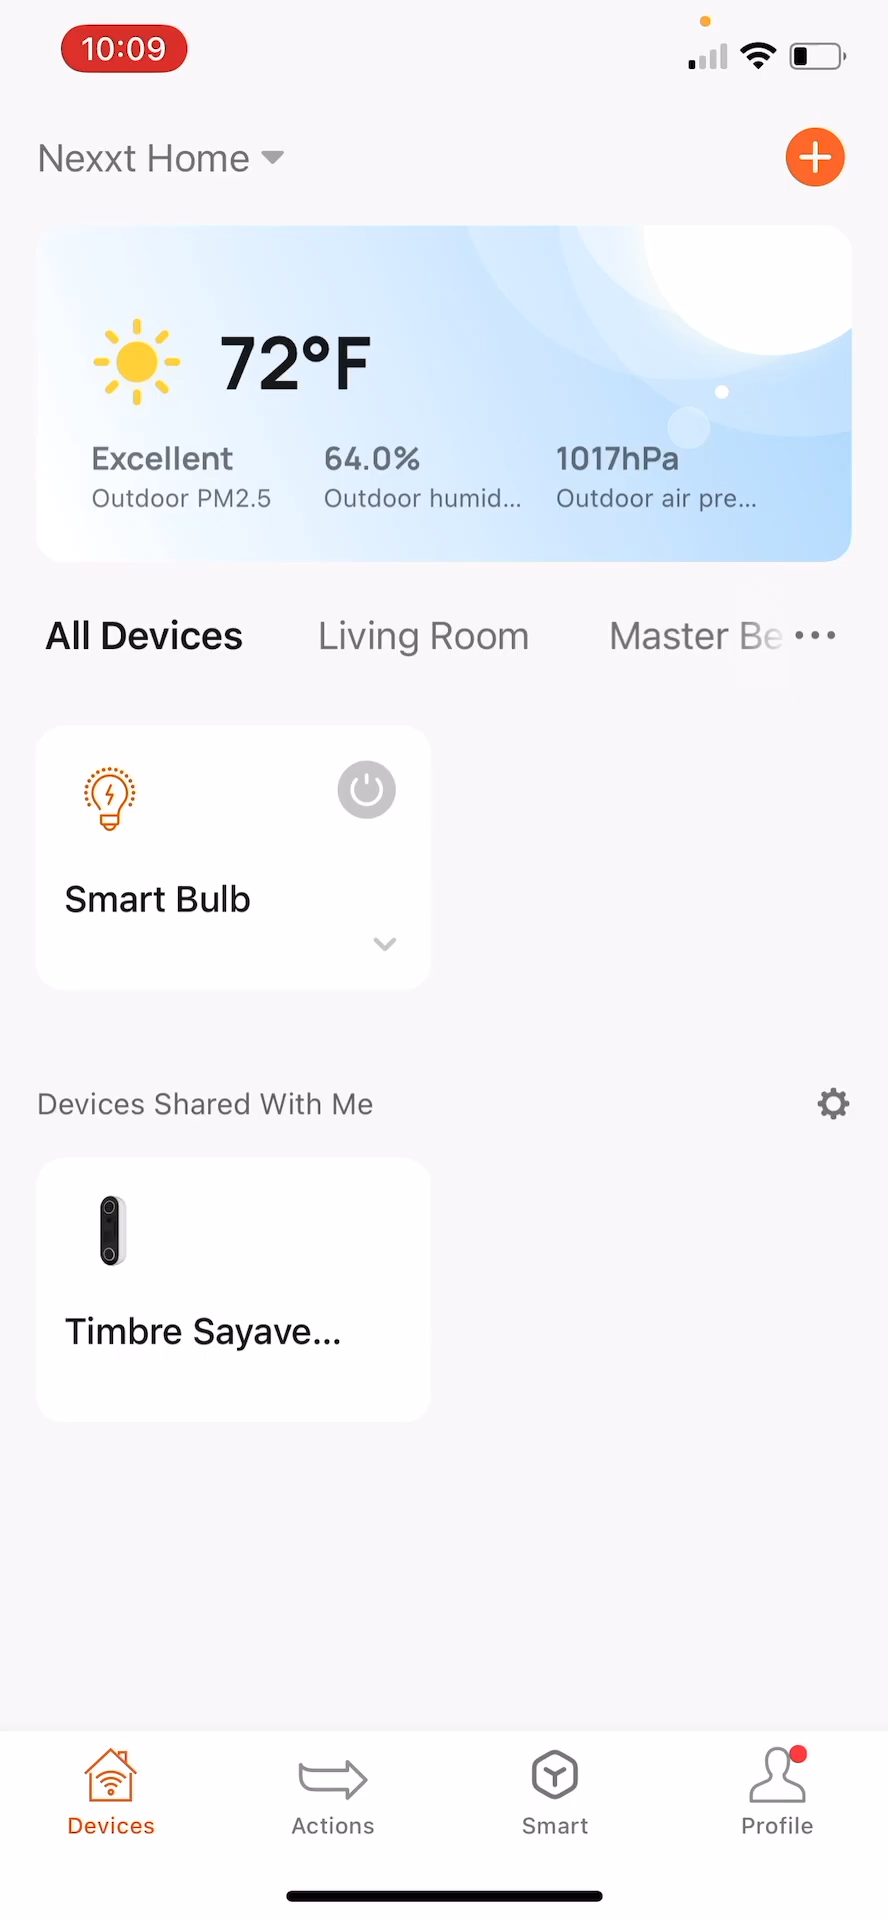 10:09
Nexxt Home
72°F
Excellent 64.0% 1017hPa
Outdoor PM2.5 Outdoor humid... Outdoor air pre...
All Devices Living Room Master Be
Smart Bulb
Devices Shared With Me
Timbre Sayave...
Devices Actions Smart Profile